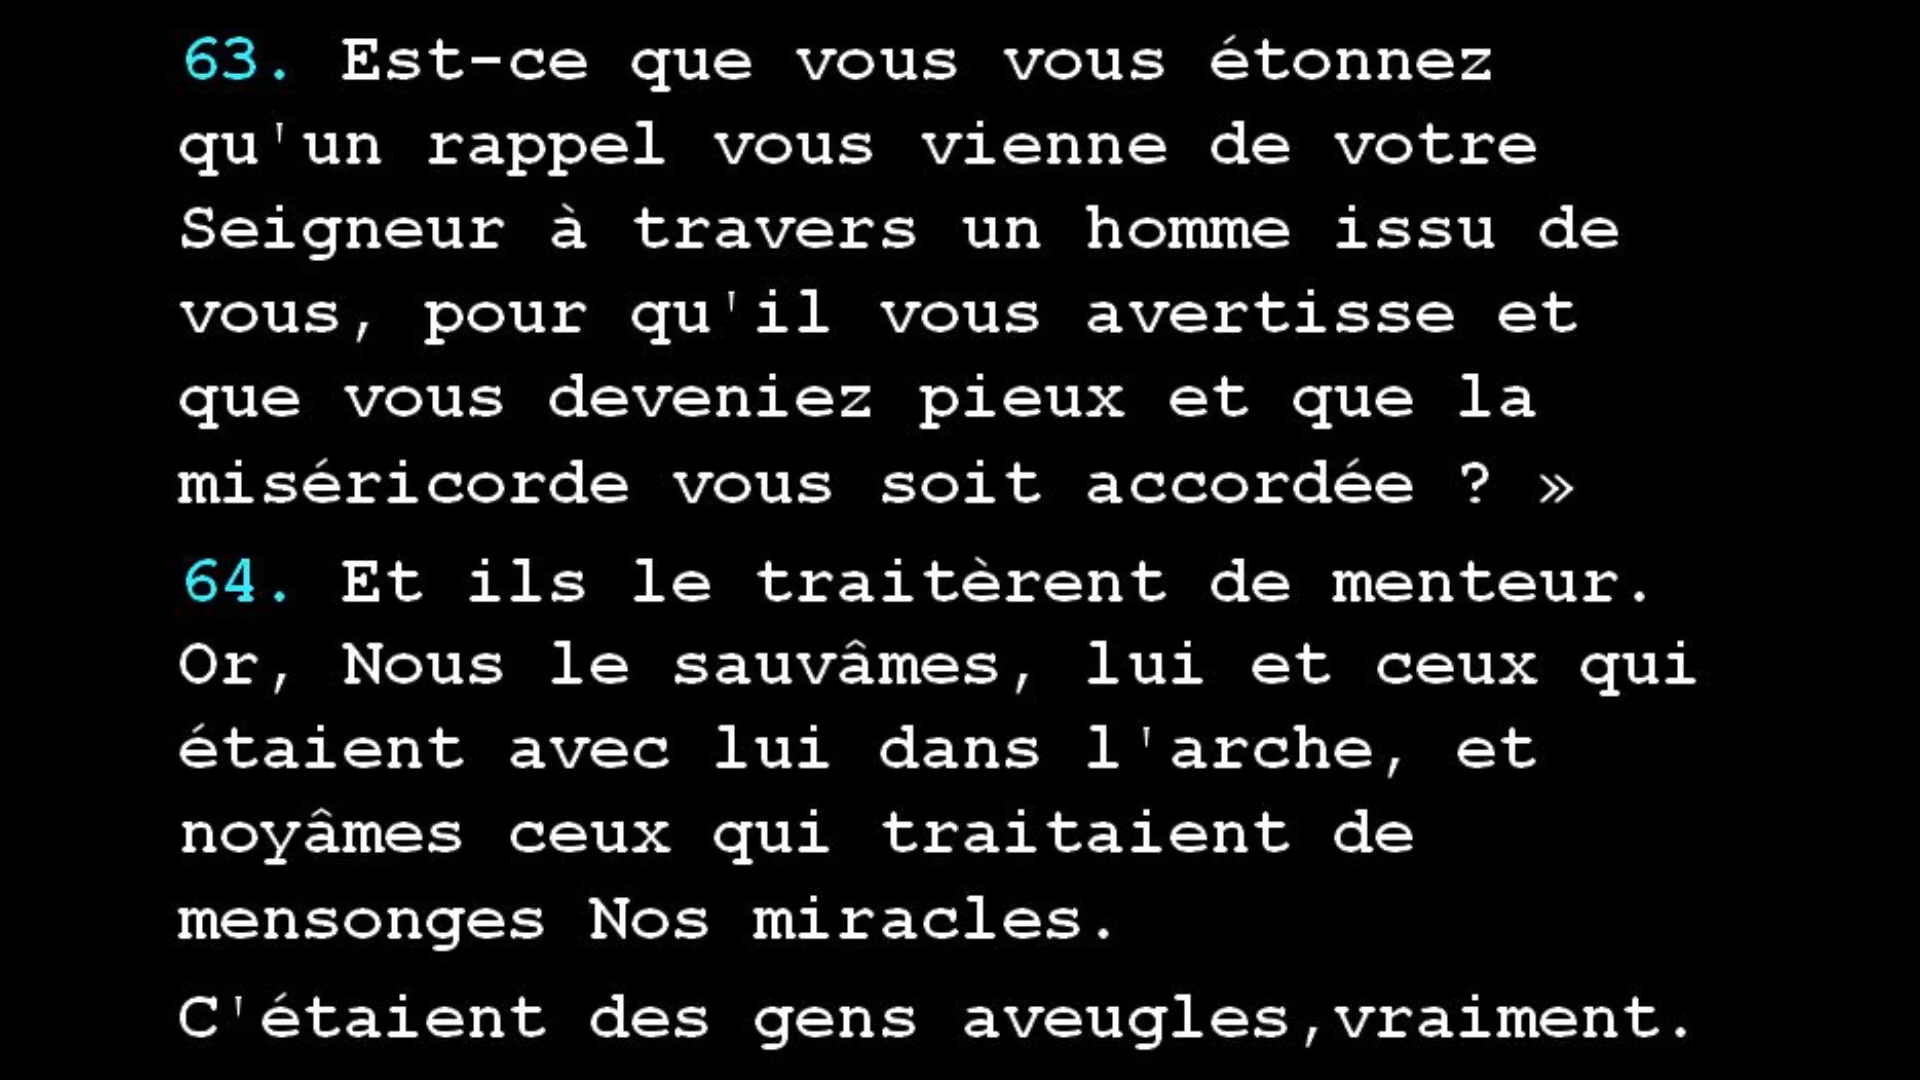 63. Est-ce que vous vous étonnez
qu'un rappel vous vienne de votre
Seigneur à travers un homme issu de
vous, pour qu'il vous avertisse et
que vous deveniez pieux et que la
miséricorde vous soit accordée ? »
64. Et ils le traitèrent de menteur.
Or, Nous le sauvâmes, lui et ceux qui
étaient avec lui dans l'arche, et
noyâmes ceux qui traitaient de
mensonges Nos miracles.
C'étaient des gens aveugles,vraiment.